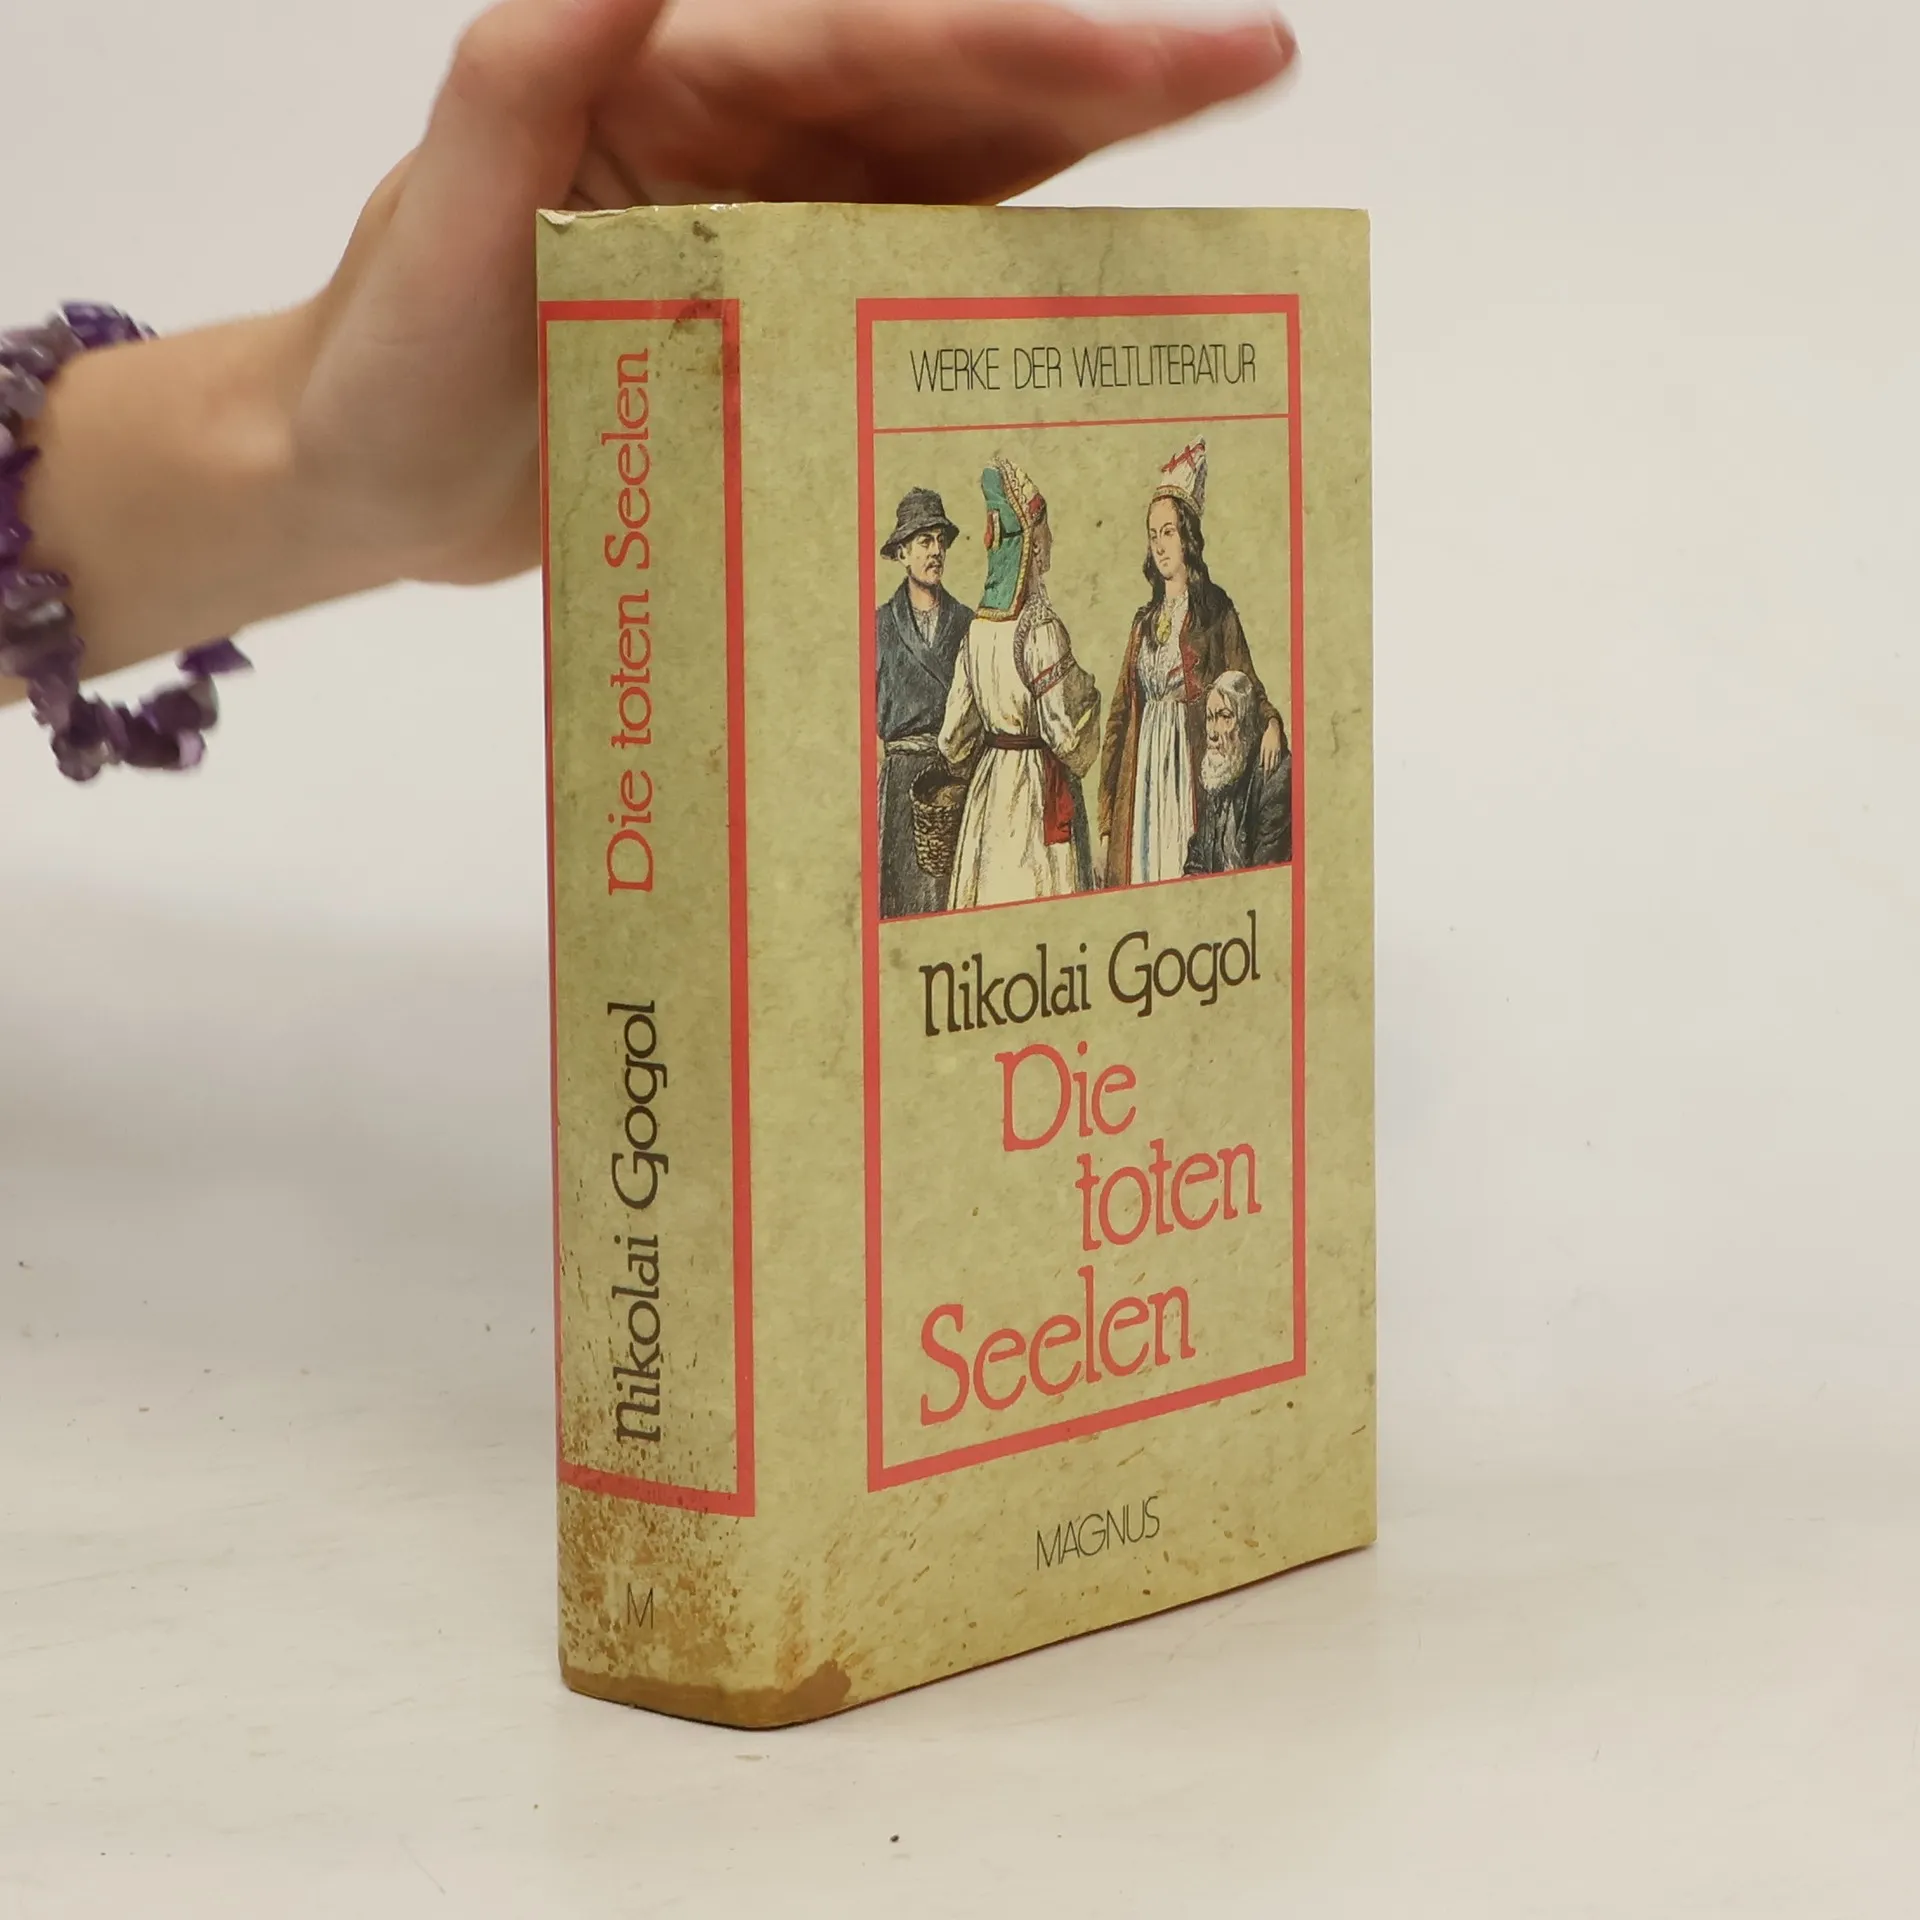 Nikolai Gogol Die toten Seelen
M
WERKE DER WELTLITERATUR
Nikolai Gogol
Die
toten
Seelen
MAGNUS